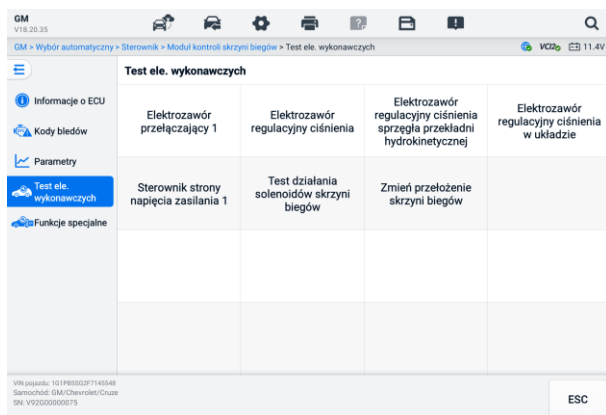 GM
V18.20.35
GM > Wybór automatyczny > Sterownik > Moduł kontroli skrzyni biegów > Test ele. wykonawczych
VCI 11.4V
Test ele. wykonawczych
Informacje o ECU
Kody błedów
Parametry
Test ele.
wykonawczych
Funkcje specjalne
Elektrozawór
przełączający 1
Elektrozawór
regulacyjny ciśnienia
Elektrozawór
regulacyjny ciśnienia
sprzęgła przekładni
hydrokinetycznej
Elektrozawór
regulacyjny ciśnienia
w układzie
Sterownik strony
napięcia zasilania 1
Test działania
solenoidów skrzyni
biegów
Zmień przełożenie
skrzyni biegów
VIN pojazdu: 1G1PB5SG2F7145548
Samochód: GM/Chevrolet/Cruze
SN: V92G00000075
ESC